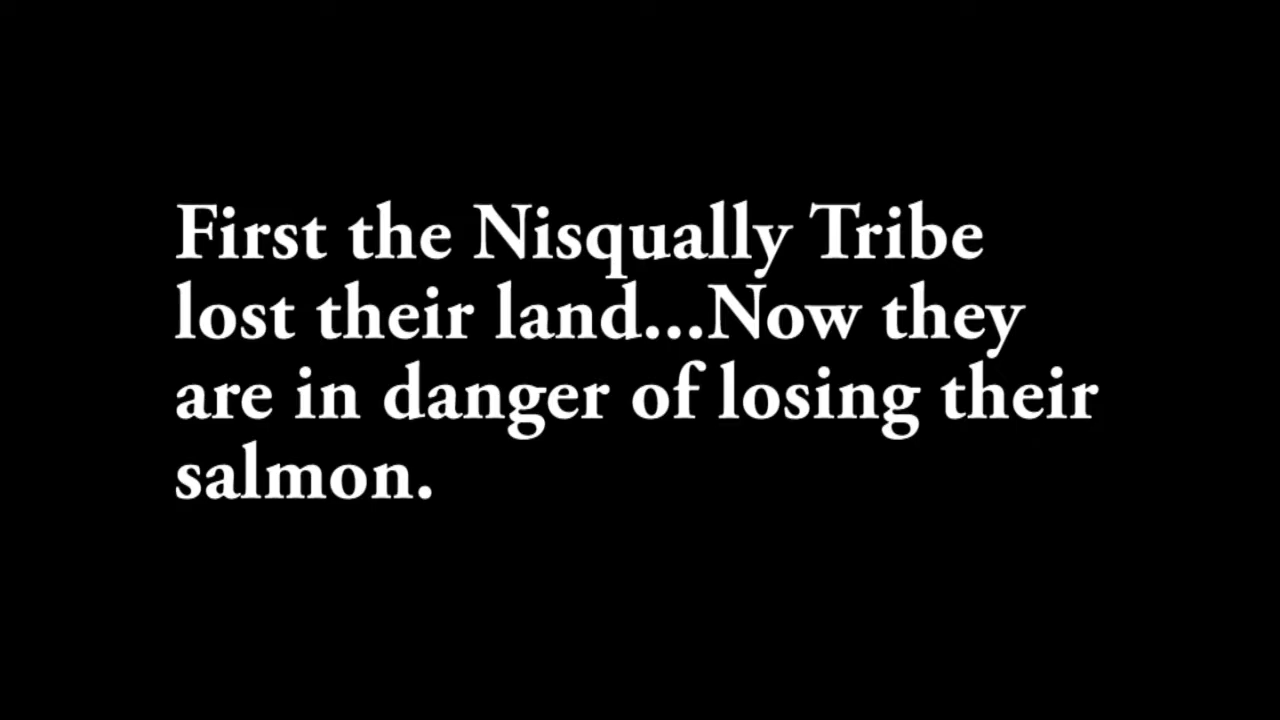 First the Nisqually Tribe
lost their land...Now they
are in danger of losing their
salmon.